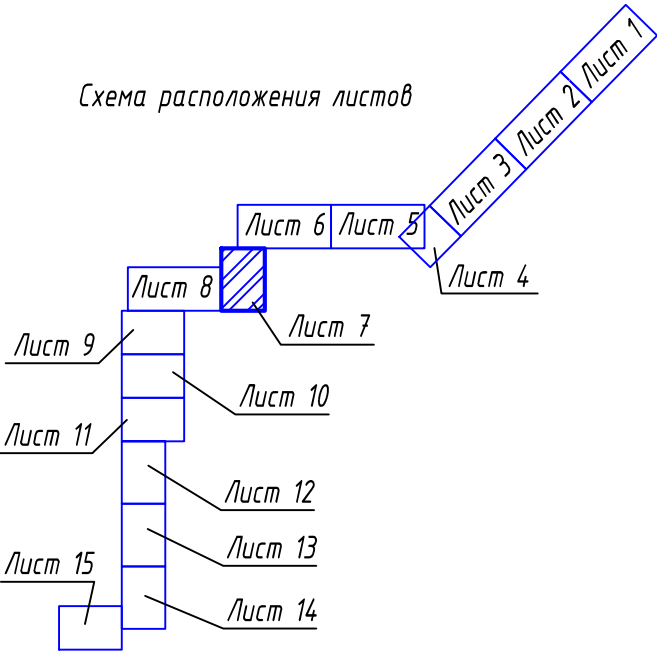 Схема расположения листов
Лист 1
Лист 2
Лист 3
Лист 4
Лист 5
Лист 6
Лист 7
Лист 8
Лист 9
Лист 10
Лист 11
Лист 12
Лист 13
Лист 14
Лист 15